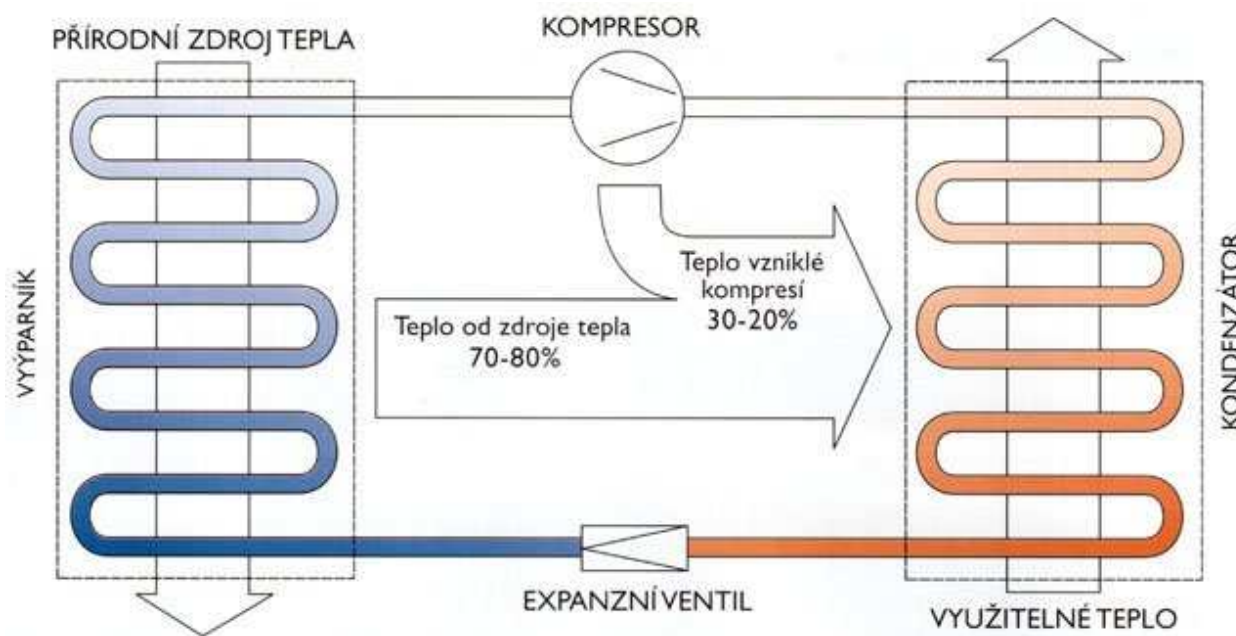 PŘÍRODNÍ ZDROJ TEPLA
KOMPRESOR
VYÝPARNÍK
Teplo od zdroje tepla
70-80%
Teplo vzniklé
kompresí
30-20%
KONDENZÁTOR
EXPANZNÍ VENTIL
VYUŽITELNÉ TEPLO